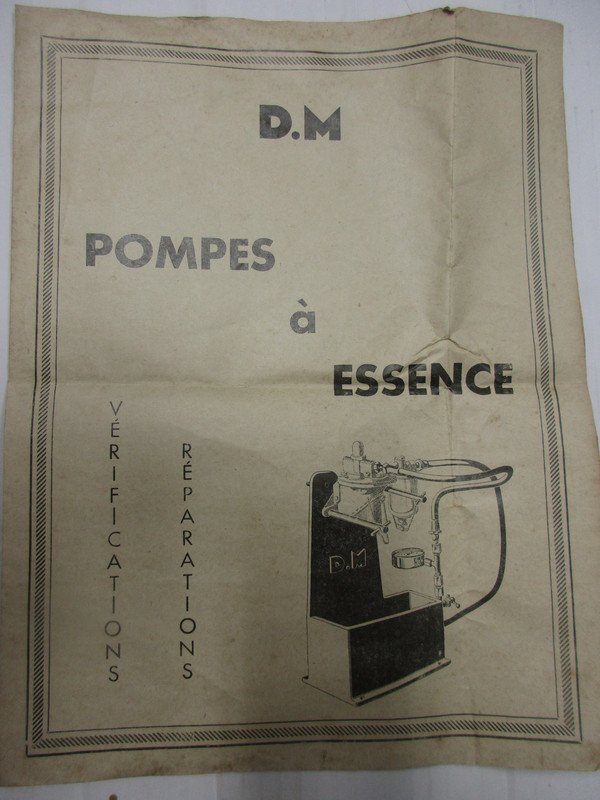 D.M
POMPES
à
ESSENCE
VÉRIFICATIONS
RÉPARATIONS
D.M